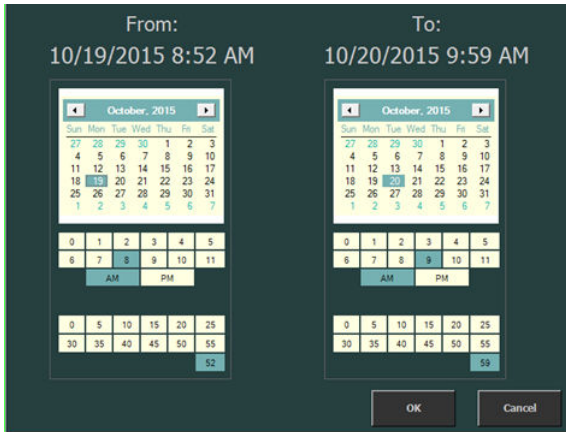 From:
10/19/2015 8:52 AM
October, 2015
Sun Mon Tue Wed Thu Fri Sat
27 28 29 30 1 2 3
4 5 6 7 8 9 10
11 12 13 14 15 16 17
18 19 20 21 22 23 24
25 26 27 28 29 30 31
1 2 3 4 5 6 7
0 1 2 3 4 5
6 7 8 9 10 11
AM PM
0 5 10 15 20 25
30 35 40 45 50 55
52
To:
10/20/2015 9:59 AM
October, 2015
Sun Mon Tue Wed Thu Fri Sat
27 28 29 30 1 2 3
4 5 6 7 8 9 10
11 12 13 14 15 16 17
18 19 20 21 22 23 24
25 26 27 28 29 30 31
1 2 3 4 5 6 7
0 1 2 3 4 5
6 7 8 9 10 11
AM PM
0 5 10 15 20 25
30 35 40 45 50 55
59
OK Cancel